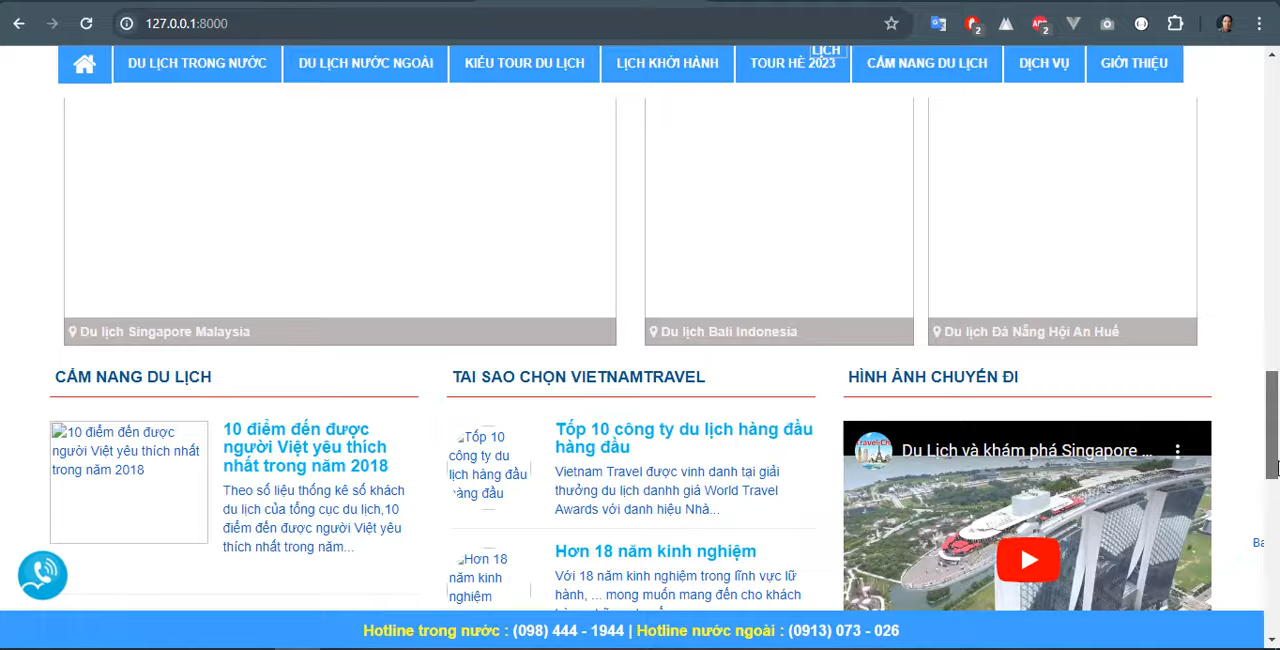 127.0.0.1:8000
2
2
LỊCH
DU LỊCH TRONG NƯỚC
DU LỊCH NƯỚC NGOÀI
KIỂU TOUR DU LỊCH
LỊCH KHỞI HÀNH
TOUR HÈ 2023
CẨM NANG DU LỊCH
DỊCH VỤ
GIỚI THIỆU
Du lịch Singapore Malaysia
Du lịch Bali Indonesia
Du lịch Đà Nẵng Hội An Huế
CẨM NANG DU LỊCH
10 điểm đến được
người Việt yêu thích nhất
trong năm 2018
10 điểm đến được
người Việt yêu thích
nhất trong năm 2018
Theo số liệu thống kê số khách
du lịch của tổng cục du lịch,10
điểm đến được người Việt yêu
thích nhất trong năm...
TAI SAO CHỌN VIETNAMTRAVEL
Tốp 10
công ty du
lịch hàng đầu
hàng đầu
Tốp 10 công ty du lịch hàng đầu
hàng đầu
Vietnam Travel được vinh danh tại giải
thưởng du lịch danhh giá World Travel
Awards với danh hiệu Nhà...
Hơn 18
năm kinh
nghiệm
Hơn 18 năm kinh nghiệm
Với 18 năm kinh nghiệm trong lĩnh vực lữ
hành, ... mong muốn mang đến cho khách
HÌNH ẢNH CHUYẾN ĐI
Du Lịch và khám phá Singapore ...
Ba
Hotline trong nước : (098) 444 - 1944 | Hotline nước ngoài : (0913) 073 - 026